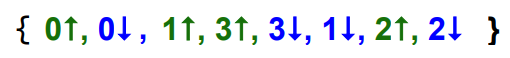 { 0↑, 0↓, 1↑, 3↑, 3↓, 1↓, 2↑, 2↓ }